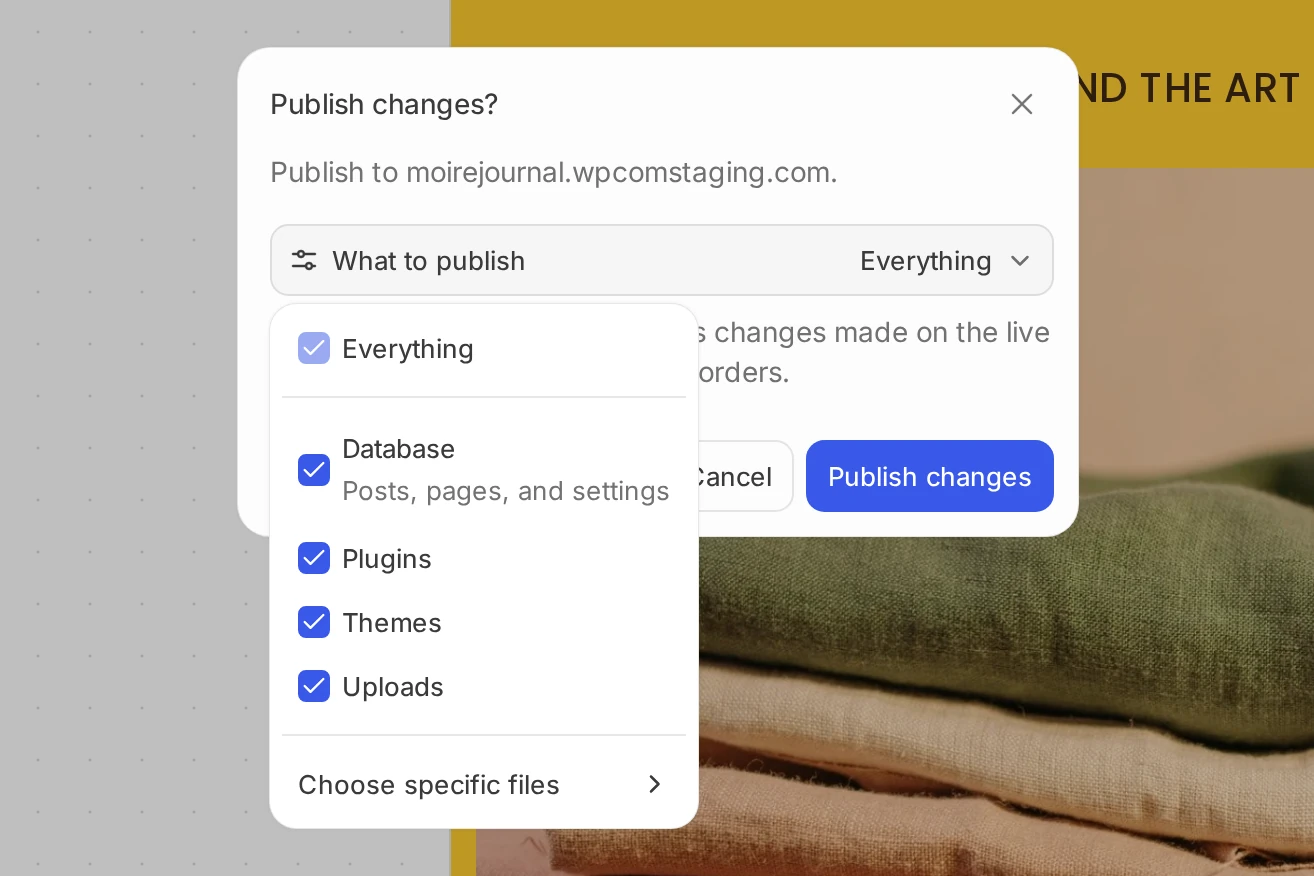 ND THE ART
Publish changes?
Publish to moirejournal.wpcomstaging.com.
What to publish Everything
changes made on the live
orders.
Everything
Database
Posts, pages, and settings
Cancel Publish changes
Plugins
Themes
Uploads
Choose specific files